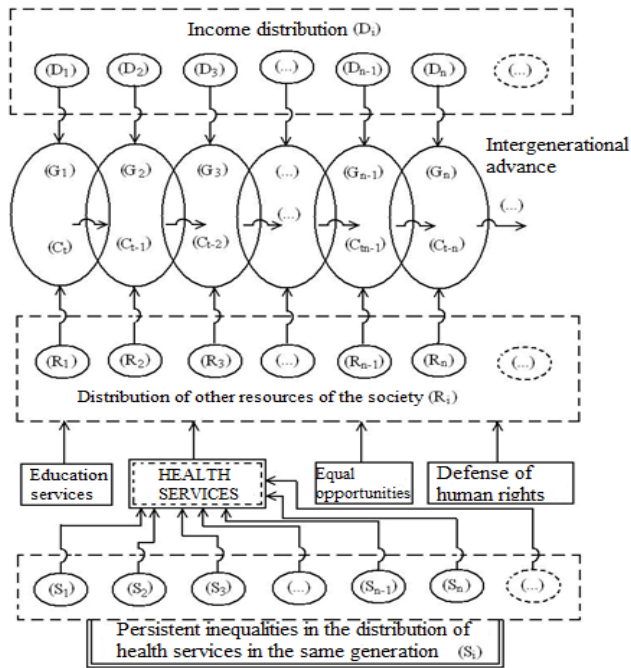 Income distribution (Dᵢ)
(D₁) (D₂) (D₃) (...) (Dₙ₋₁) (Dₙ) (...)
Intergenerational
advance
(G₁) (G₂) (G₃) (...) (Gₙ₋₁) (Gₙ)
(...) (...)
(Cₜ) (Cₜ₋₁) (Cₜ₋₂) (Cₜₙ₋₁) (Cₜ₋ₙ)
(R₁) (R₂) (R₃) (...) (Rₙ₋₁) (Rₙ) (...)
Distribution of other resources of the society (Rᵢ)
Education
services
HEALTH
SERVICES
Equal
opportunities
Defense of
human rights
(S₁) (S₂) (S₃) (...) (Sₙ₋₁) (Sₙ) (...)
Persistent inequalities in the distribution of
health services in the same generation (Sᵢ)